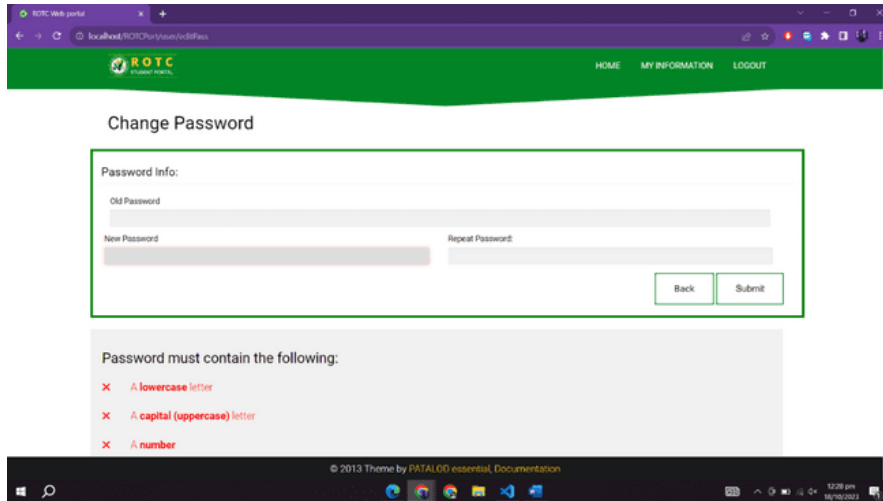 ROTC Web portal
localhost/ROTCPort/user/editPass
ROTC
STUDENT PORTAL
HOME MY INFORMATION LOGOUT
Change Password
Password Info:
Old Password
New Password Repeat Password:
Back Submit
Password must contain the following:
A lowercase letter
A capital (uppercase) letter
A number
© 2013 Theme by PATALOD essential, Documentation
12:28 pm
18/10/2023